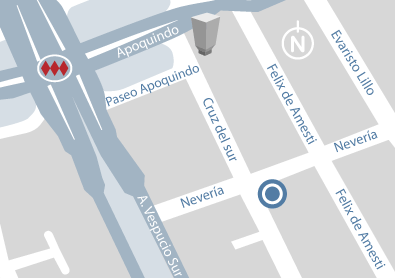 Apoquindo
Paseo Apoquindo
Cruz del sur
Felix de Amesti
Evaristo Lillo
N
Nevería
Nevería
A. Vespucio Sur
Felix de Amesti